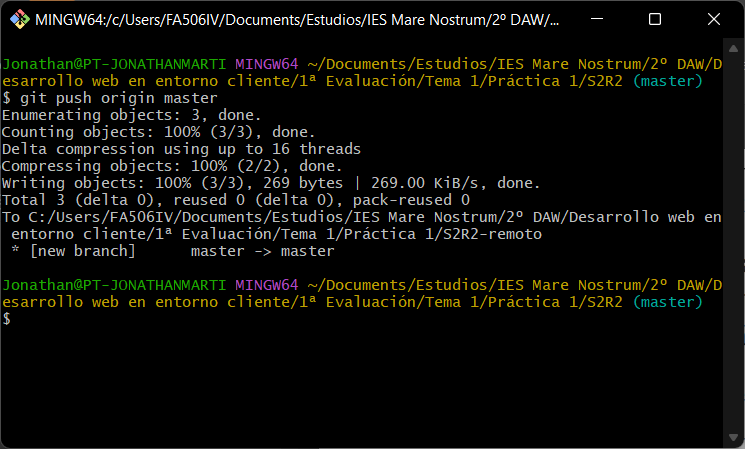 MINGW64:/c/Users/FA506IV/Documents/Estudios/IES Mare Nostrum/2º DAW/...
Jonathan@PT-JONATHANMARTI MINGW64 ~/Documents/Estudios/IES Mare Nostrum/2º DAW/D
esarrollo web en entorno cliente/1ª Evaluación/Tema 1/Práctica 1/S2R2 (master)
$ git push origin master
Enumerating objects: 3, done.
Counting objects: 100% (3/3), done.
Delta compression using up to 16 threads
Compressing objects: 100% (2/2), done.
Writing objects: 100% (3/3), 269 bytes | 269.00 KiB/s, done.
Total 3 (delta 0), reused 0 (delta 0), pack-reused 0
To C:/Users/FA506IV/Documents/Estudios/IES Mare Nostrum/2º DAW/Desarrollo web en
 entorno cliente/1ª Evaluación/Tema 1/Práctica 1/S2R2-remoto
 * [new branch]      master -> master
Jonathan@PT-JONATHANMARTI MINGW64 ~/Documents/Estudios/IES Mare Nostrum/2º DAW/D
esarrollo web en entorno cliente/1ª Evaluación/Tema 1/Práctica 1/S2R2 (master)
$